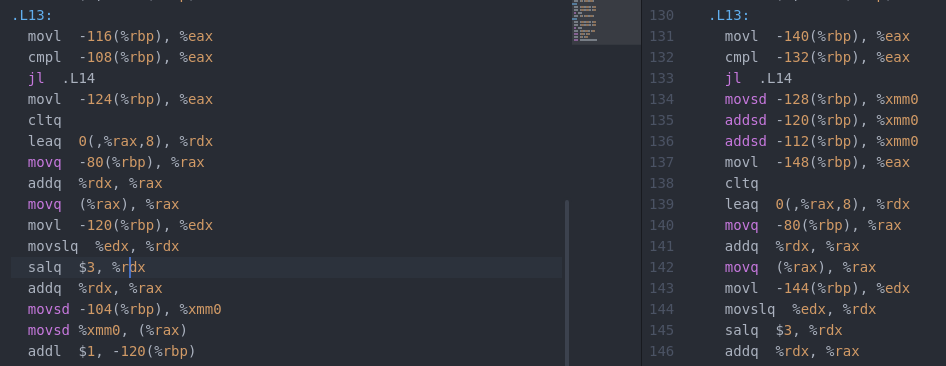 .L13:
movl -116(%rbp), %eax
cmpl -108(%rbp), %eax
jl .L14
movl -124(%rbp), %eax
cltq
leaq 0(,%rax,8), %rdx
movq -80(%rbp), %rax
addq %rdx, %rax
movq (%rax), %rax
movl -120(%rbp), %edx
movslq %edx, %rdx
salq $3, %rdx
addq %rdx, %rax
movsd -104(%rbp), %xmm0
movsd %xmm0, (%rax)
addl $1, -120(%rbp)
130 .L13:
131 movl -140(%rbp), %eax
132 cmpl -132(%rbp), %eax
133 jl .L14
134 movsd -128(%rbp), %xmm0
135 addsd -120(%rbp), %xmm0
136 addsd -112(%rbp), %xmm0
137 movl -148(%rbp), %eax
138 cltq
139 leaq 0(,%rax,8), %rdx
140 movq -80(%rbp), %rax
141 addq %rdx, %rax
142 movq (%rax), %rax
143 movl -144(%rbp), %edx
144 movslq %edx, %rdx
145 salq $3, %rdx
146 addq %rdx, %rax